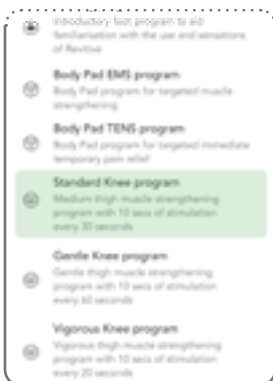 Introductory foot program to aid
familiarisation with the use and sensations
of Revitive
Body Pad EMS program
Body Pad program for targeted muscle
strengthening
Body Pad TENS program
Body Pad program for targeted immediate
temporary pain relief
Standard Knee program
Medium thigh muscle strengthening
program with 10 secs of stimulation
every 30 seconds
Gentle Knee program
Gentle thigh muscle strengthening
program with 10 secs of stimulation
every 60 seconds
Vigorous Knee program
Vigorous thigh muscle strengthening
program with 10 secs of stimulation
every 20 seconds